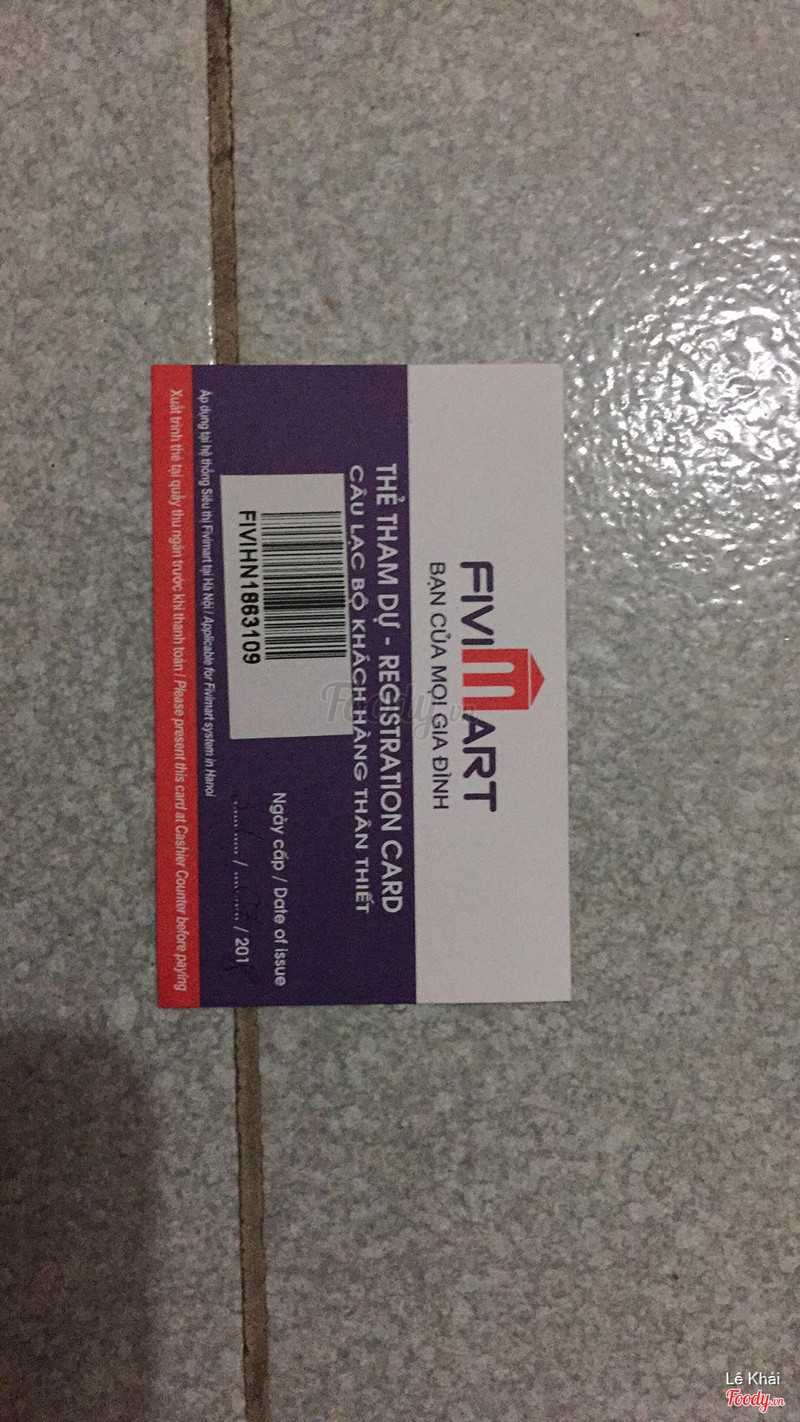 FIVIMART
BẠN CỦA MỌI GIA ĐÌNH
THẺ THAM DỰ - REGISTRATION CARD
CÂU LẠC BỘ KHÁCH HÀNG THÂN THIẾT
FIVIHN1863109
Ngày cấp / Date of issue
/ 201
Áp dụng tại hệ thống Siêu thị Fivimart tại Hà Nội / Applicable for Fivimart system in Hanoi
Xuất trình thẻ tại quầy thu ngân trước khi thanh toán / Please present this card at Cashier Counter before paying
Foody.vn
Lê Khải
Foody.vn